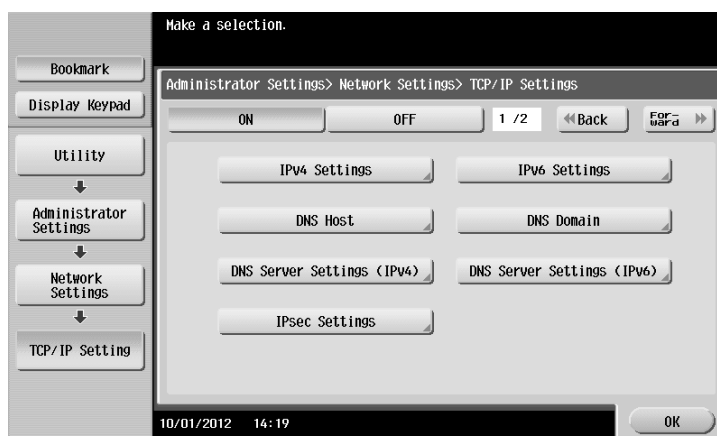 Make a selection.
Bookmark
Display Keypad
Utility
Administrator
Settings
Network
Settings
TCP/IP Setting
Administrator Settings> Network Settings> TCP/IP Settings
ON
OFF
1 /2
Back
For-
ward
IPv4 Settings
IPv6 Settings
DNS Host
DNS Domain
DNS Server Settings (IPv4)
DNS Server Settings (IPv6)
IPsec Settings
10/01/2012 14:19
OK